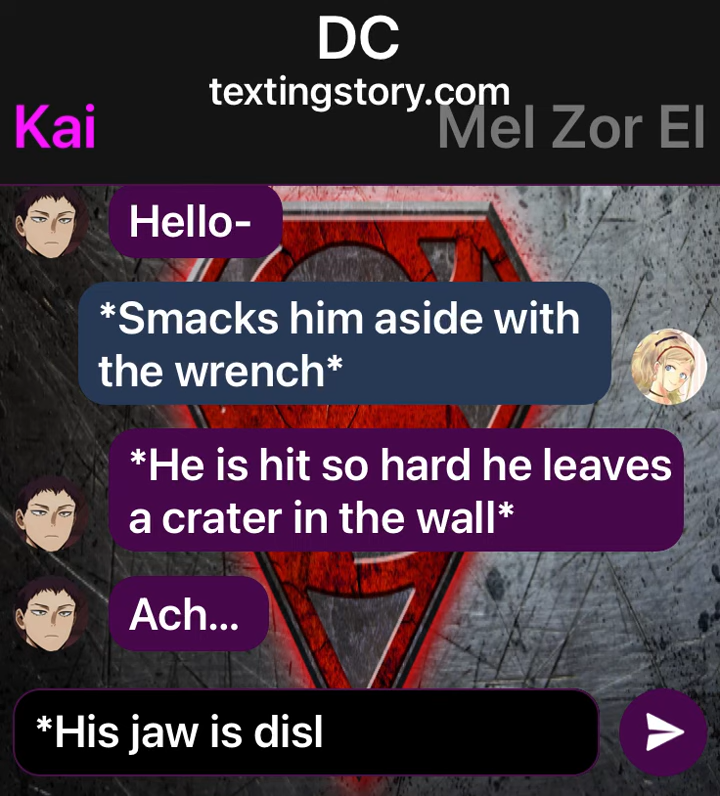 DC
textingstory.com
Kai
Mel Zor El
Hello-
*Smacks him aside with
the wrench*
*He is hit so hard he leaves
a crater in the wall*
Ach...
*His jaw is disl